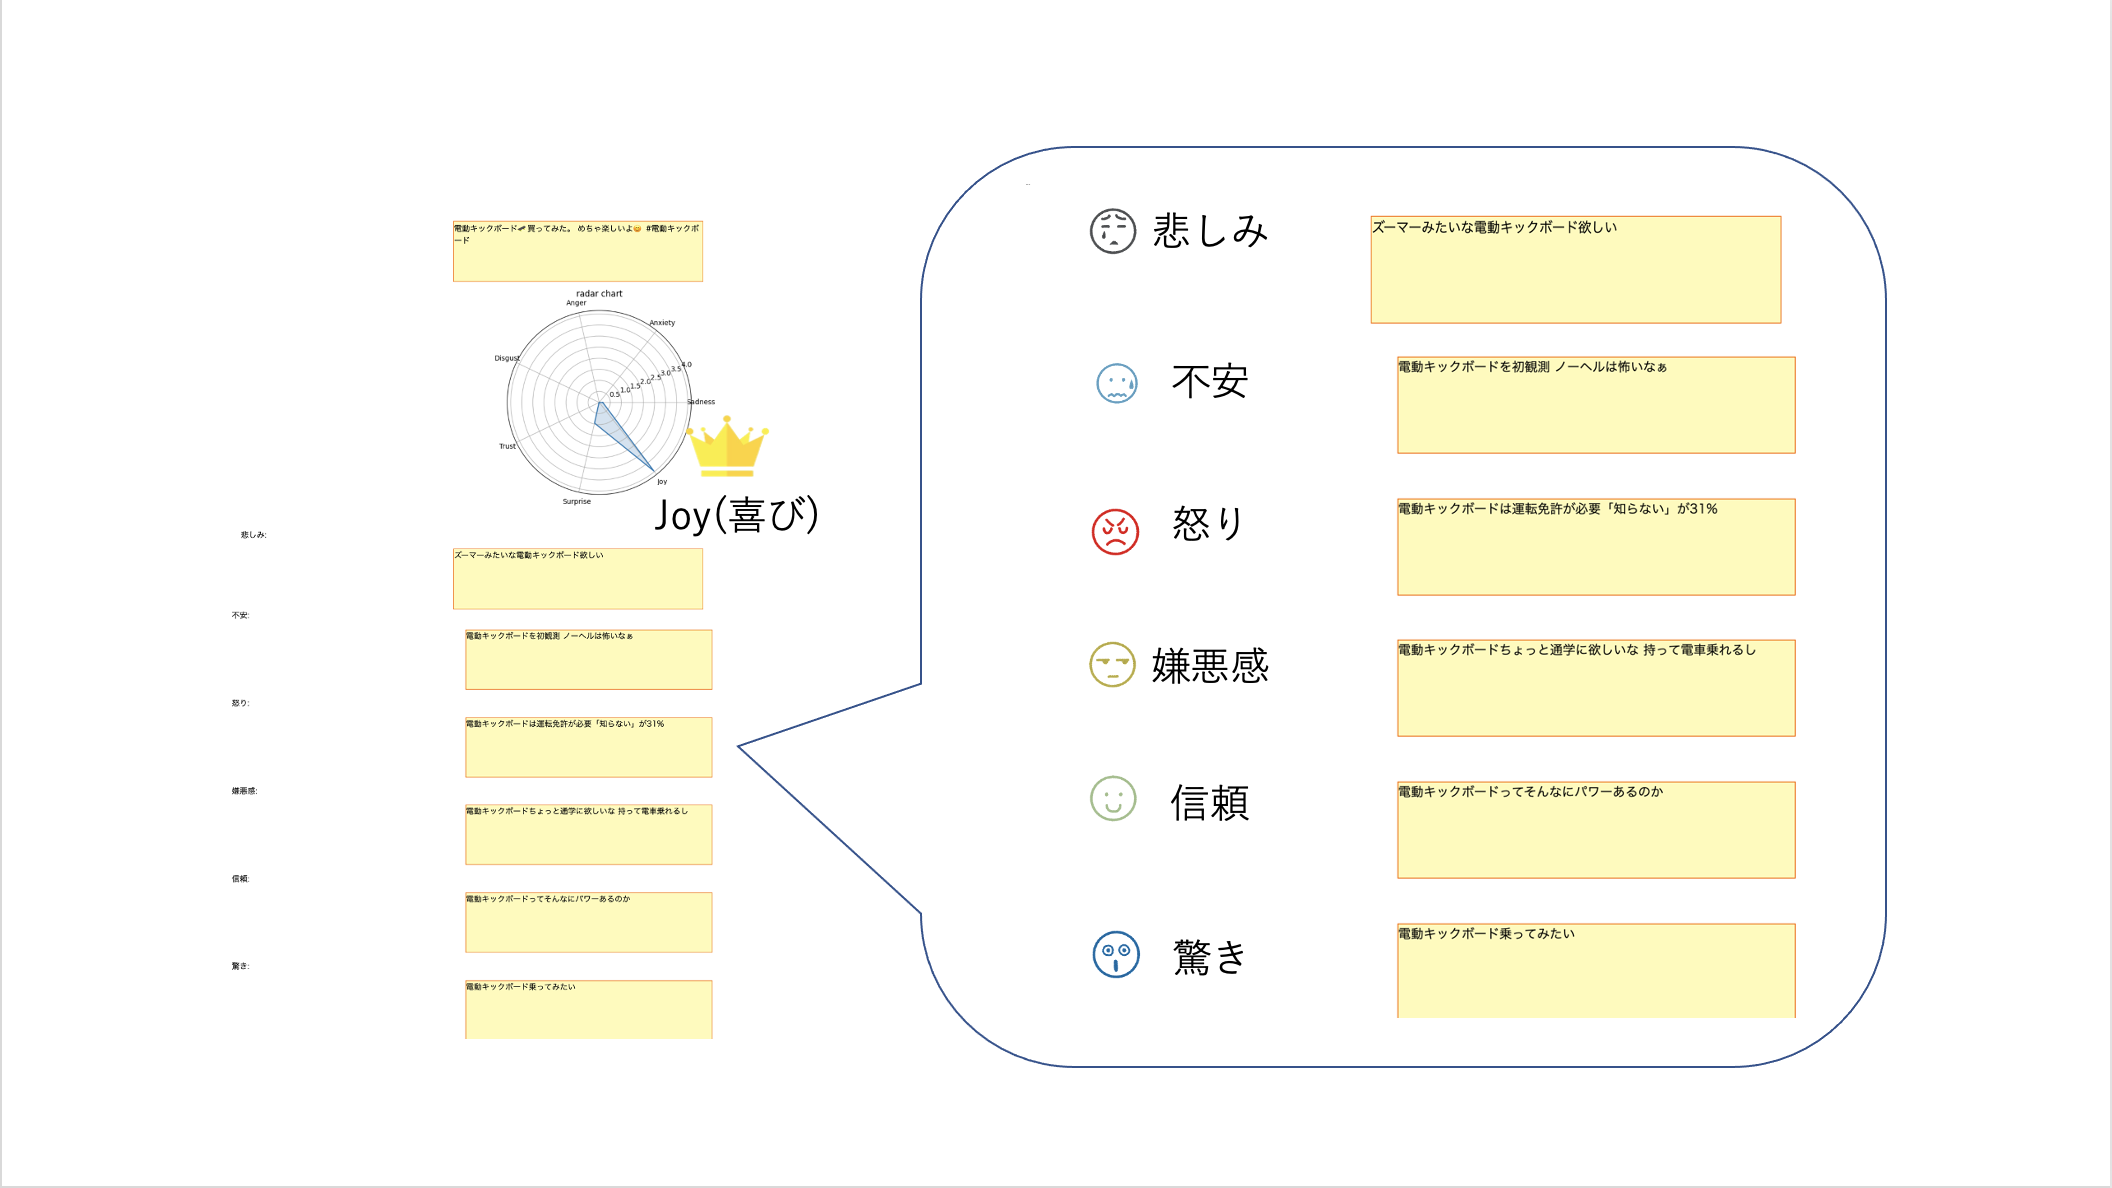 電動キックボード🛹買ってみた。 めちゃ楽しいよ😊 #電動キックボ
ード
radar chart
Anger
Anxiety
Disgust
Sadness
Trust
Surprise
Joy
0.5
1.0
1.5
2.0
2.5
3.0
3.5
4.0
Joy(喜び)
悲しみ:
ズーマーみたいな電動キックボード欲しい
不安:
電動キックボードを初観測 ノーヘルは怖いなぁ
怒り:
電動キックボードは運転免許が必要「知らない」が31%
嫌悪感:
電動キックボードちょっと通学に欲しいな 持って電車乗れるし
信頼:
電動キックボードってそんなにパワーあるのか
驚き:
電動キックボード乗ってみたい
悲しみ
ズーマーみたいな電動キックボード欲しい
不安
電動キックボードを初観測 ノーヘルは怖いなぁ
怒り
電動キックボードは運転免許が必要「知らない」が31%
嫌悪感
電動キックボードちょっと通学に欲しいな 持って電車乗れるし
信頼
電動キックボードってそんなにパワーあるのか
驚き
電動キックボード乗ってみたい